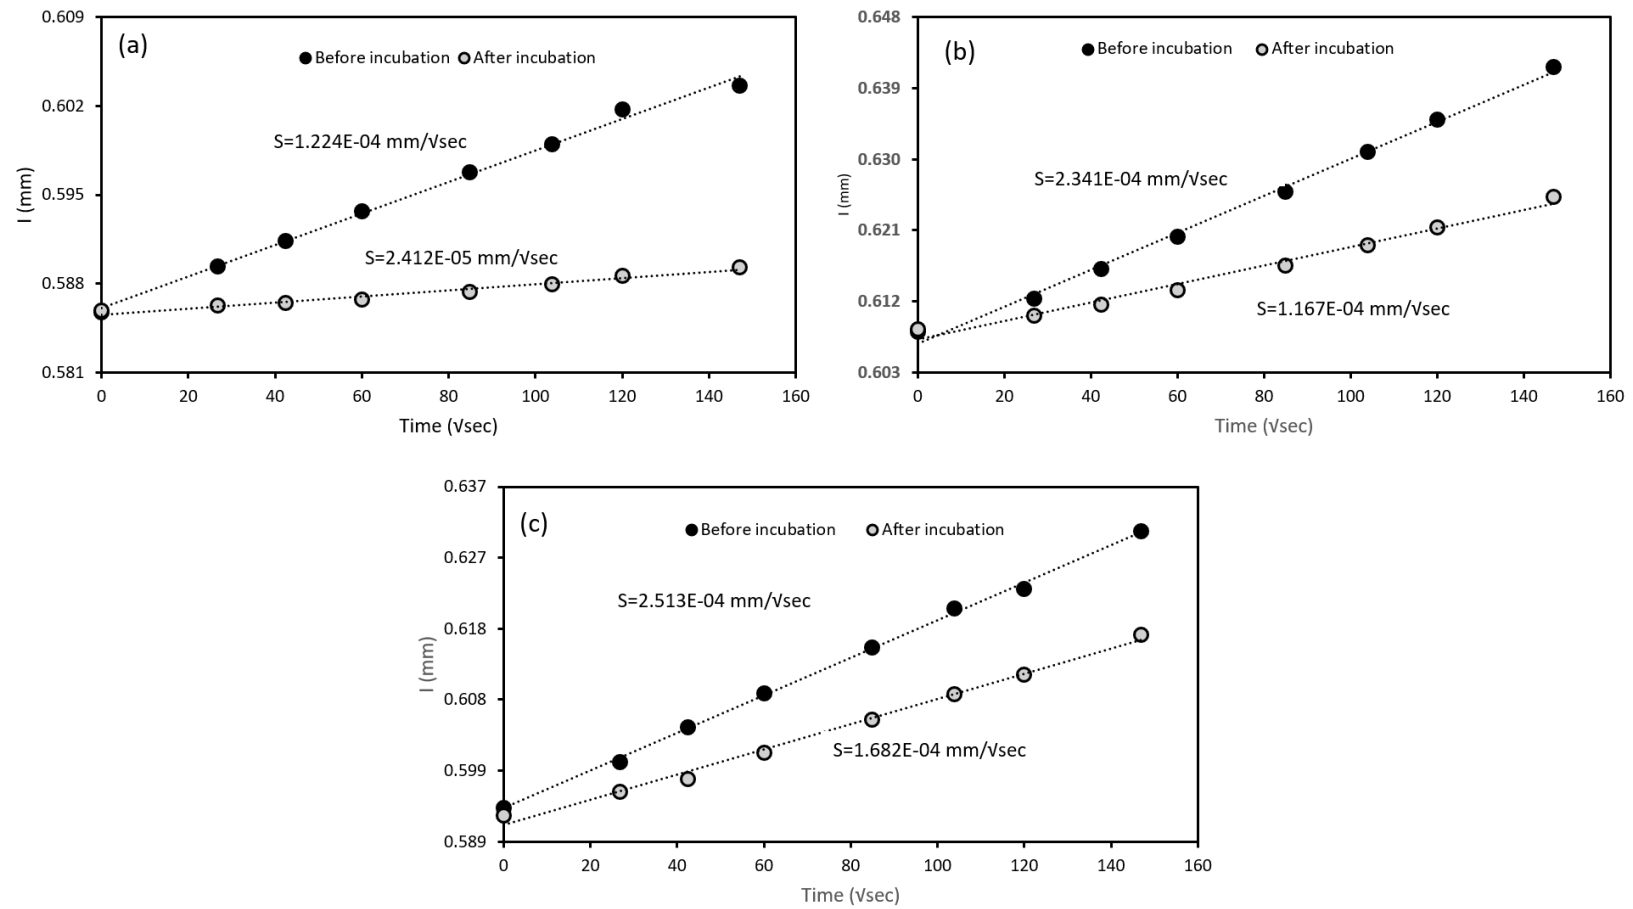 (a)
Before incubation After incubation
S=1.224E-04 mm/√sec
S=2.412E-05 mm/√sec
0.609
0.602
0.595
0.588
0.581
I (mm)
0 20 40 60 80 100 120 140 160
Time (√sec)
(b)
Before incubation After incubation
S=2.341E-04 mm/√sec
S=1.167E-04 mm/√sec
0.648
0.639
0.630
0.621
0.612
0.603
I (mm)
0 20 40 60 80 100 120 140 160
Time (√sec)
(c)
Before incubation After incubation
S=2.513E-04 mm/√sec
S=1.682E-04 mm/√sec
0.637
0.627
0.618
0.608
0.599
0.589
I (mm)
0 20 40 60 80 100 120 140 160
Time (√sec)